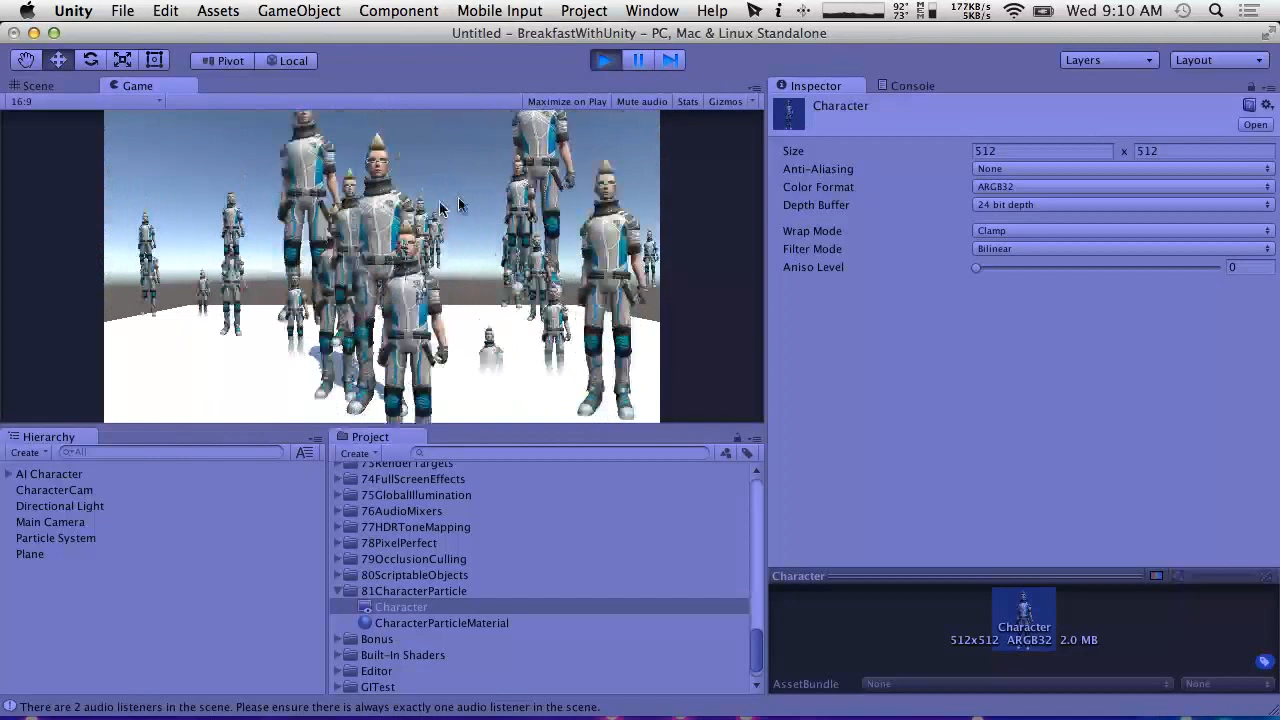 Unity File Edit Assets GameObject Component Mobile Input Project Window Help 92° 73° MEM 177KB/s 5KB/s Wed 9:10 AM
Untitled - BreakfastWithUnity - PC, Mac & Linux Standalone
Pivot Local Layers Layout
Scene Game Inspector Console
16:9 Maximize on Play Mute audio Stats Gizmos
Character
Open
Size 512 x 512
Anti-Aliasing None
Color Format ARGB32
Depth Buffer 24 bit depth
Wrap Mode Clamp
Filter Mode Bilinear
Aniso Level 0
Hierarchy
Create All
AI Character
CharacterCam
Directional Light
Main Camera
Particle System
Plane
Project
Create
73RenderTargets
74FullScreenEffects
75GlobalIllumination
76AudioMixers
77HDRToneMapping
78PixelPerfect
79OcclusionCulling
80ScriptableObjects
81CharacterParticle
Character
CharacterParticleMaterial
Bonus
Built-In Shaders
Editor
GITest
Character
Character
512x512 ARGB32 2.0 MB
AssetBundle None None
There are 2 audio listeners in the scene. Please ensure there is always exactly one audio listener in the scene.